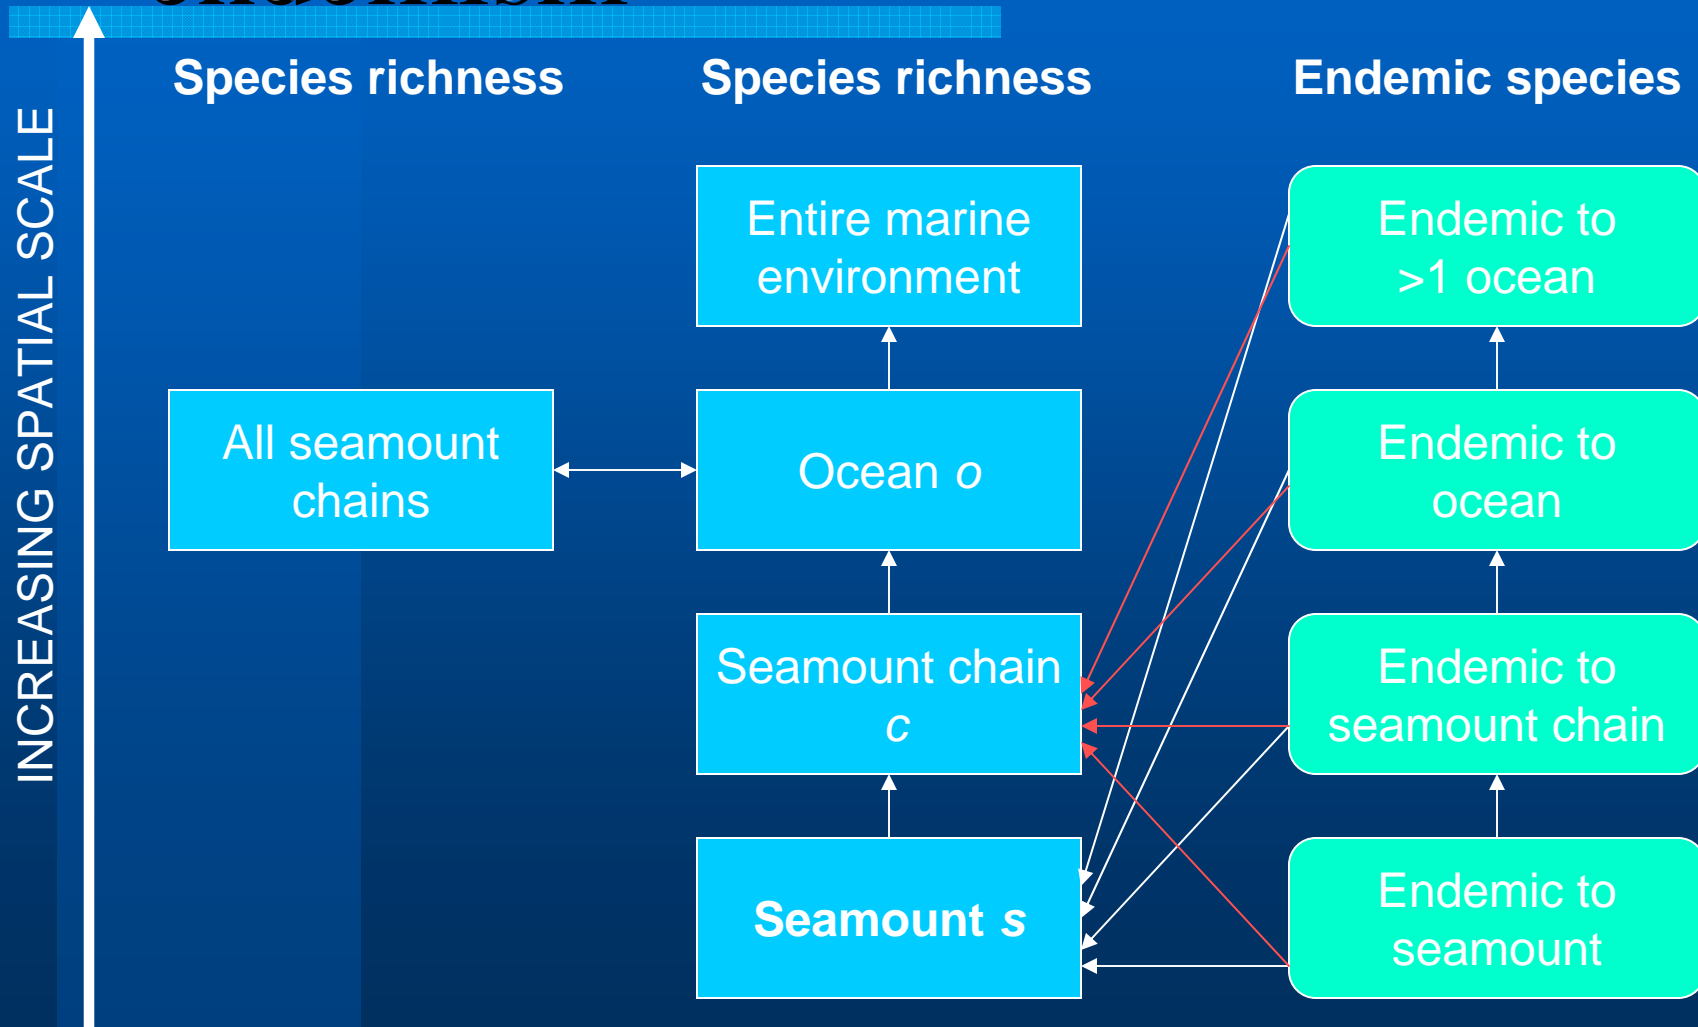 Species richness
Species richness
Endemic species
INCREASING SPATIAL SCALE
Entire marine
environment
Endemic to
>1 ocean
All seamount
chains
Ocean o
Endemic to
ocean
Seamount chain
c
Endemic to
seamount chain
Seamount s
Endemic to
seamount